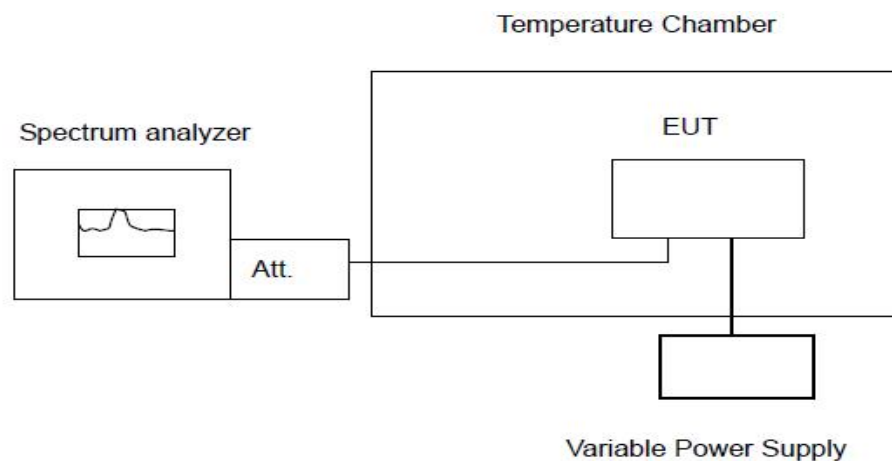 Temperature Chamber
Spectrum analyzer
EUT
Att.
Variable Power Supply